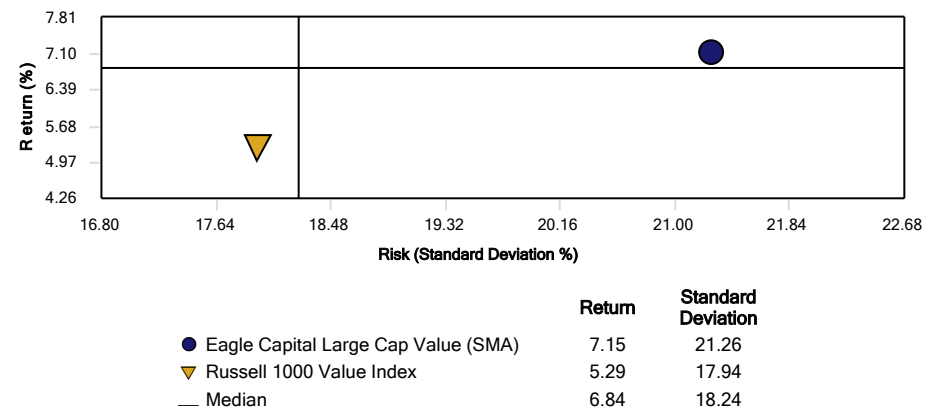 7.81
7.10
6.39
5.68
4.97
4.26
Return (%)
16.80 17.64 18.48 19.32 20.16 21.00 21.84 22.68
Risk (Standard Deviation %)
Return Standard Deviation
Eagle Capital Large Cap Value (SMA) 7.15 21.26
Russell 1000 Value Index 5.29 17.94
Median 6.84 18.24